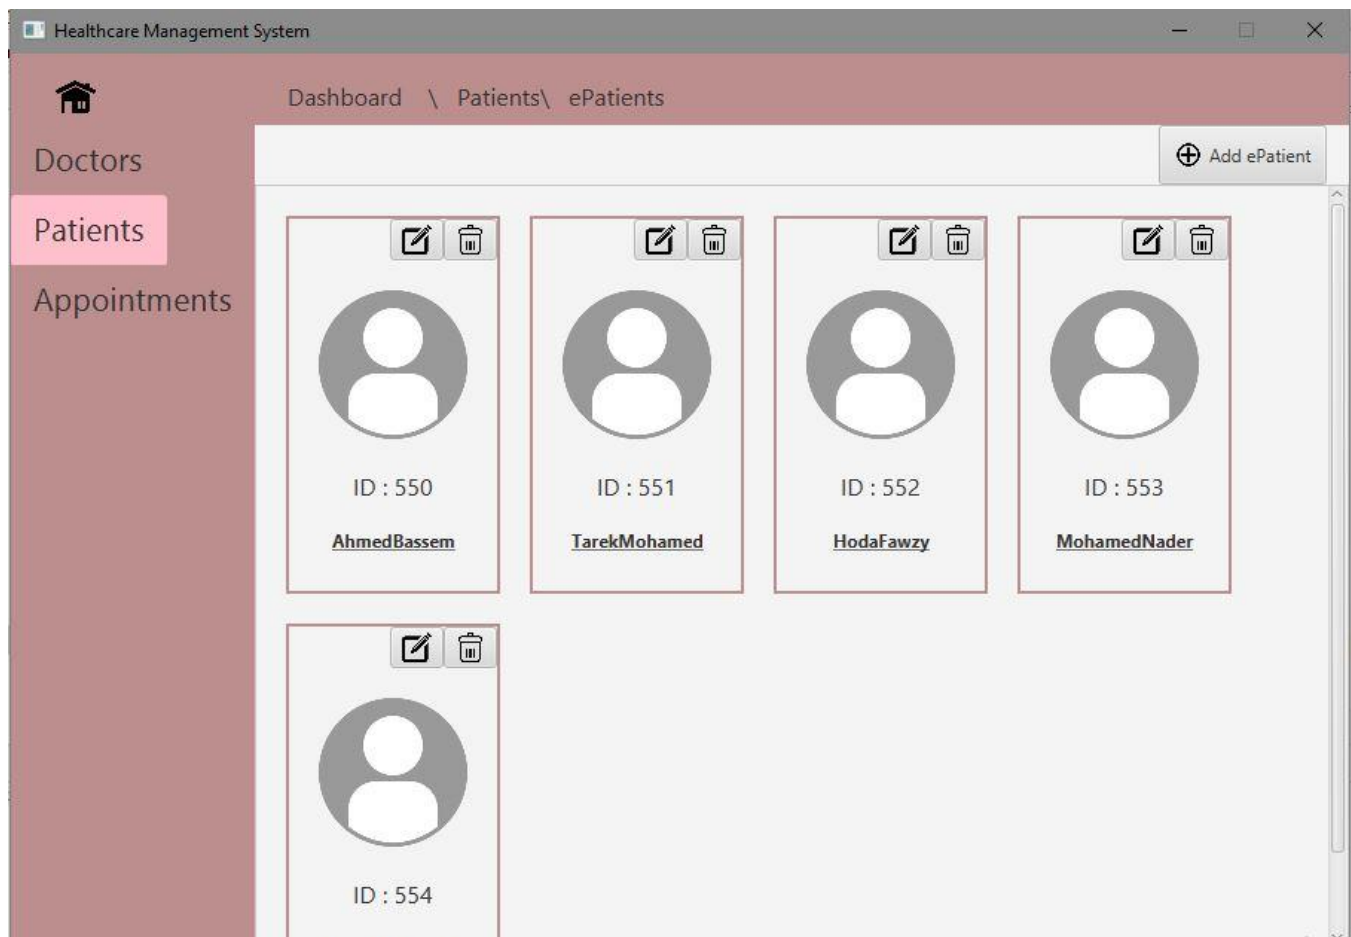 Healthcare Management System
Dashboard \ Patients\ ePatients
Doctors
Patients
Appointments
Add ePatient
ID : 550
AhmedBassem
ID : 551
TarekMohamed
ID : 552
HodaFawzy
ID : 553
MohamedNader
ID : 554